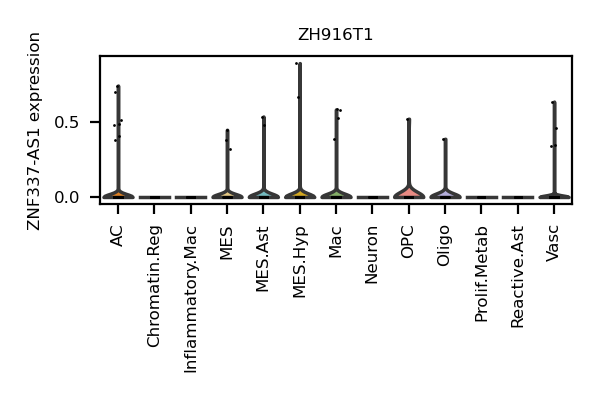 ZH916T1
ZNF337-AS1 expression
0.5
0.0
AC
Chromatin.Reg
Inflammatory.Mac
MES
MES.Ast
MES.Hyp
Mac
Neuron
OPC
Oligo
Prolif.Metab
Reactive.Ast
Vasc